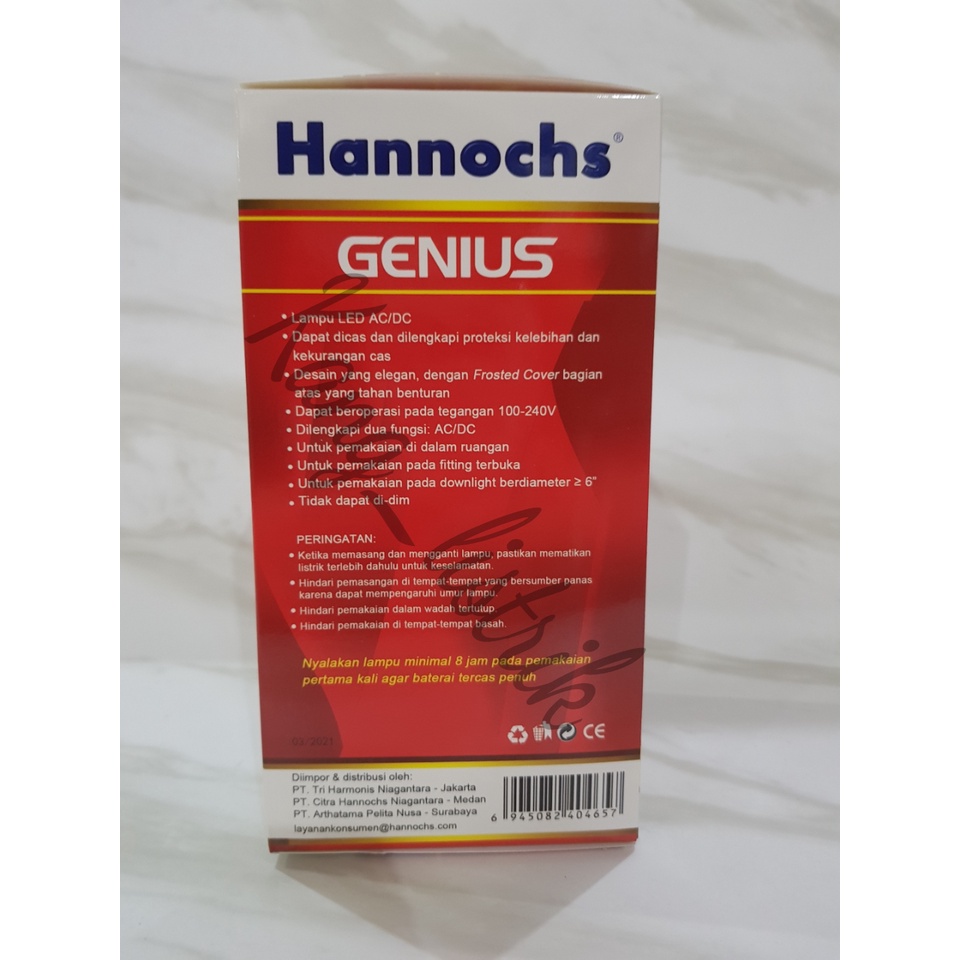 Hannochs®
GENIUS
• Lampu LED AC/DC
• Dapat dicas dan dilengkapi proteksi kelebihan dan
kekurangan cas
• Desain yang elegan, dengan Frosted Cover bagian
atas yang tahan benturan
• Dapat beroperasi pada tegangan 100-240V
• Dilengkapi dua fungsi: AC/DC
• Untuk pemakaian di dalam ruangan
• Untuk pemakaian pada fitting terbuka
• Untuk pemakaian pada downlight berdiameter ≥ 6"
• Tidak dapat di-dim
PERINGATAN:
• Ketika memasang dan mengganti lampu, pastikan mematikan
listrik terlebih dahulu untuk keselamatan.
• Hindari pemasangan di tempat-tempat yang bersumber panas
karena dapat mempengaruhi umur lampu.
• Hindari pemakaian dalam wadah tertutup.
• Hindari pemakaian di tempat-tempat basah.
Nyalakan lampu minimal 8 jam pada pemakaian
pertama kali agar baterai tercas penuh
03/2021
CE
Diimpor & distribusi oleh:
PT. Tri Harmonis Niagantara - Jakarta
PT. Citra Hannochs Niagantara - Medan
PT. Arthatama Pelita Nusa - Surabaya
layanankonsumen@hannochs.com
6 945082 404657
Kang_listrik